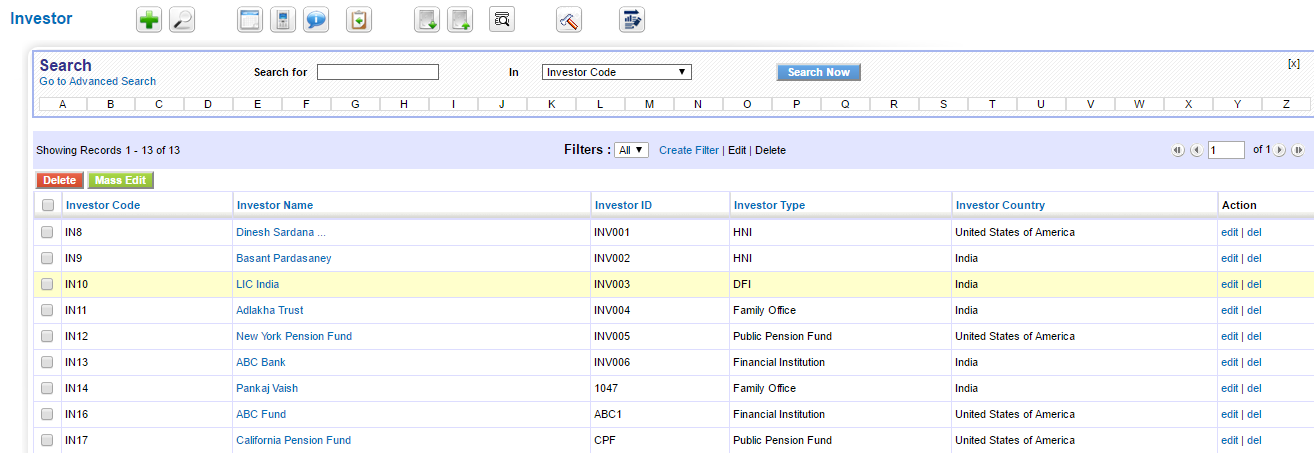 Investor
Search [x]
Go to Advanced Search Search for In Investor Code Search Now
A B C D E F G H I J K L M N O P Q R S T U V W X Y Z
Showing Records 1 - 13 of 13 Filters : All Create Filter | Edit | Delete 1 of 1
Delete Mass Edit
Investor Code Investor Name Investor ID Investor Type Investor Country Action
IN8 Dinesh Sardana ... INV001 HNI United States of America edit | del
IN9 Basant Pardasaney INV002 HNI India edit | del
IN10 LIC India INV003 DFI India edit | del
IN11 Adlakha Trust INV004 Family Office India edit | del
IN12 New York Pension Fund INV005 Public Pension Fund United States of America edit | del
IN13 ABC Bank INV006 Financial Institution India edit | del
IN14 Pankaj Vaish 1047 Family Office India edit | del
IN16 ABC Fund ABC1 Financial Institution United States of America edit | del
IN17 California Pension Fund CPF Public Pension Fund United States of America edit | del